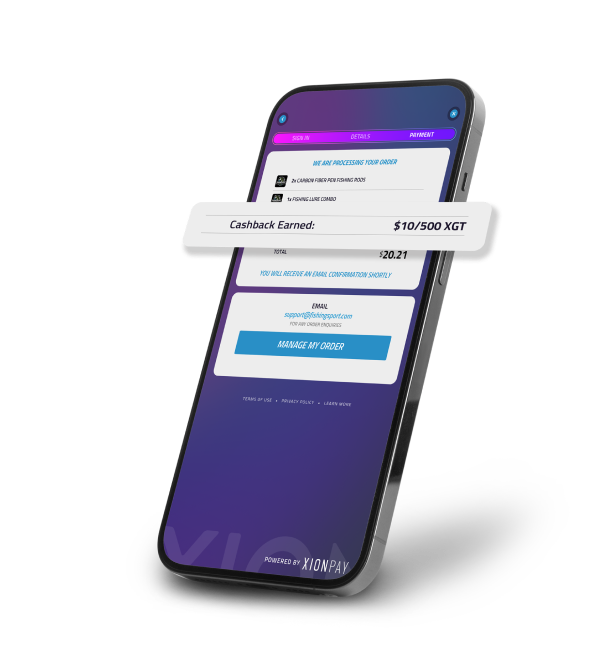 SIGN IN DETAILS PAYMENT
WE ARE PROCESSING YOUR ORDER
2x CARBON FIBER PEN FISHING RODS
1x FISHING LURE COMBO
Cashback Earned: $10/500 XGT
TOTAL $20.21
YOU WILL RECEIVE AN EMAIL CONFIRMATION SHORTLY
EMAIL
support@fishingsport.com
FOR ANY ORDER ENQUIRIES
MANAGE MY ORDER
TERMS OF USE • PRIVACY POLICY • LEARN MORE
XION
POWERED BY XIONPAY